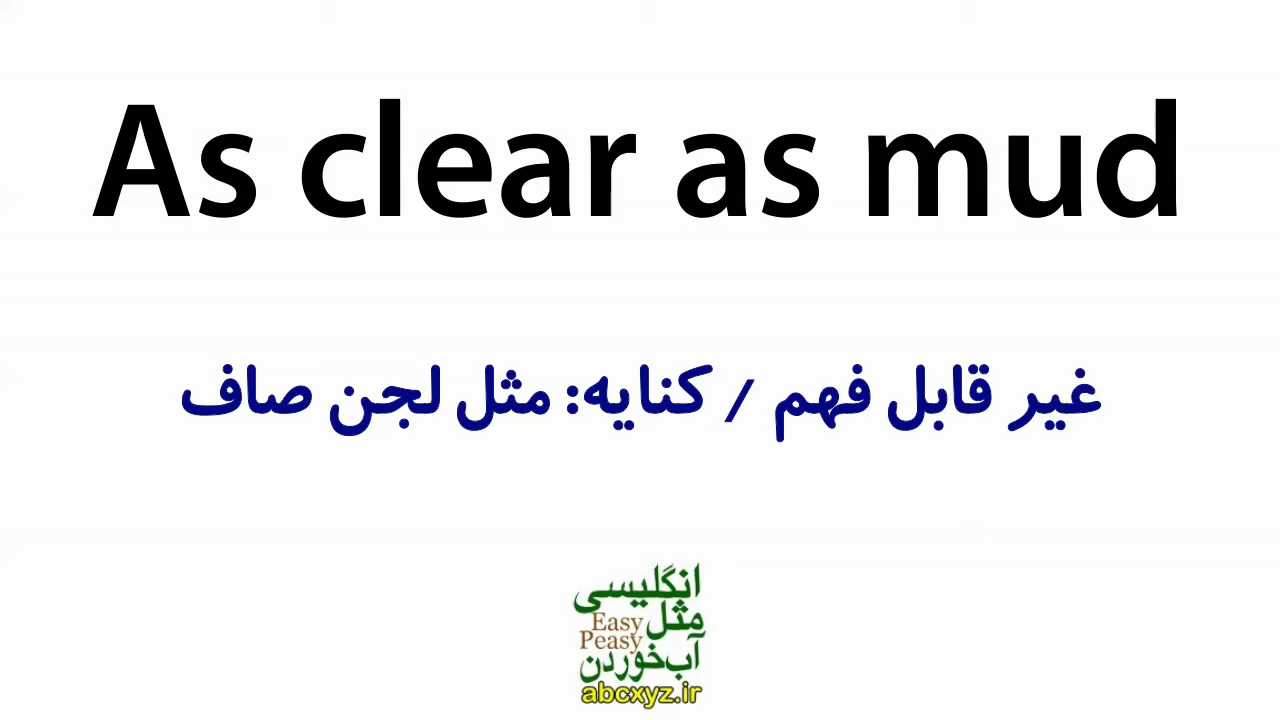 As clear as mud
غیر قابل فهم / کنایه: مثل لجن صاف
انگلیسی
مثل
Easy
Peasy
آب‌خوردن
abcxyz.ir